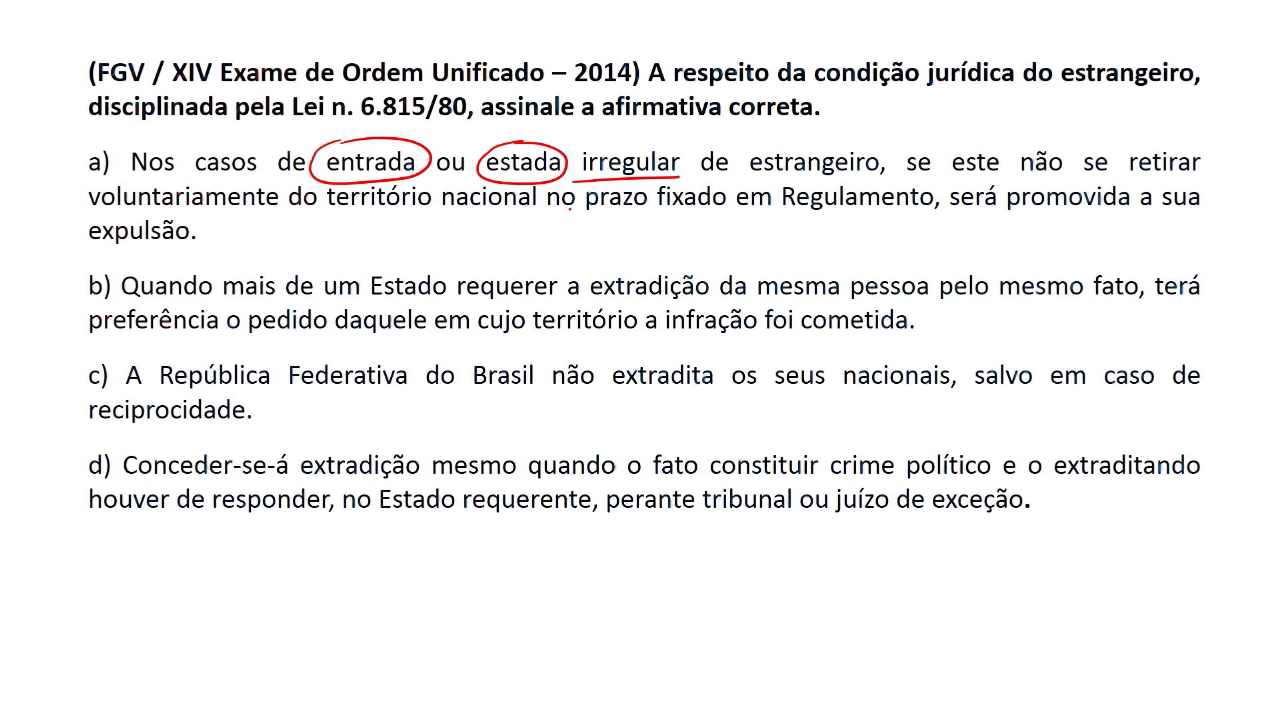 (FGV / XIV Exame de Ordem Unificado – 2014) A respeito da condição jurídica do estrangeiro,
disciplinada pela Lei n. 6.815/80, assinale a afirmativa correta.
a) Nos casos de entrada ou estada irregular de estrangeiro, se este não se retirar
voluntariamente do território nacional no prazo fixado em Regulamento, será promovida a sua
expulsão.
b) Quando mais de um Estado requerer a extradição da mesma pessoa pelo mesmo fato, terá
preferência o pedido daquele em cujo território a infração foi cometida.
c) A República Federativa do Brasil não extradita os seus nacionais, salvo em caso de
reciprocidade.
d) Conceder-se-á extradição mesmo quando o fato constituir crime político e o extraditando
houver de responder, no Estado requerente, perante tribunal ou juízo de exceção.